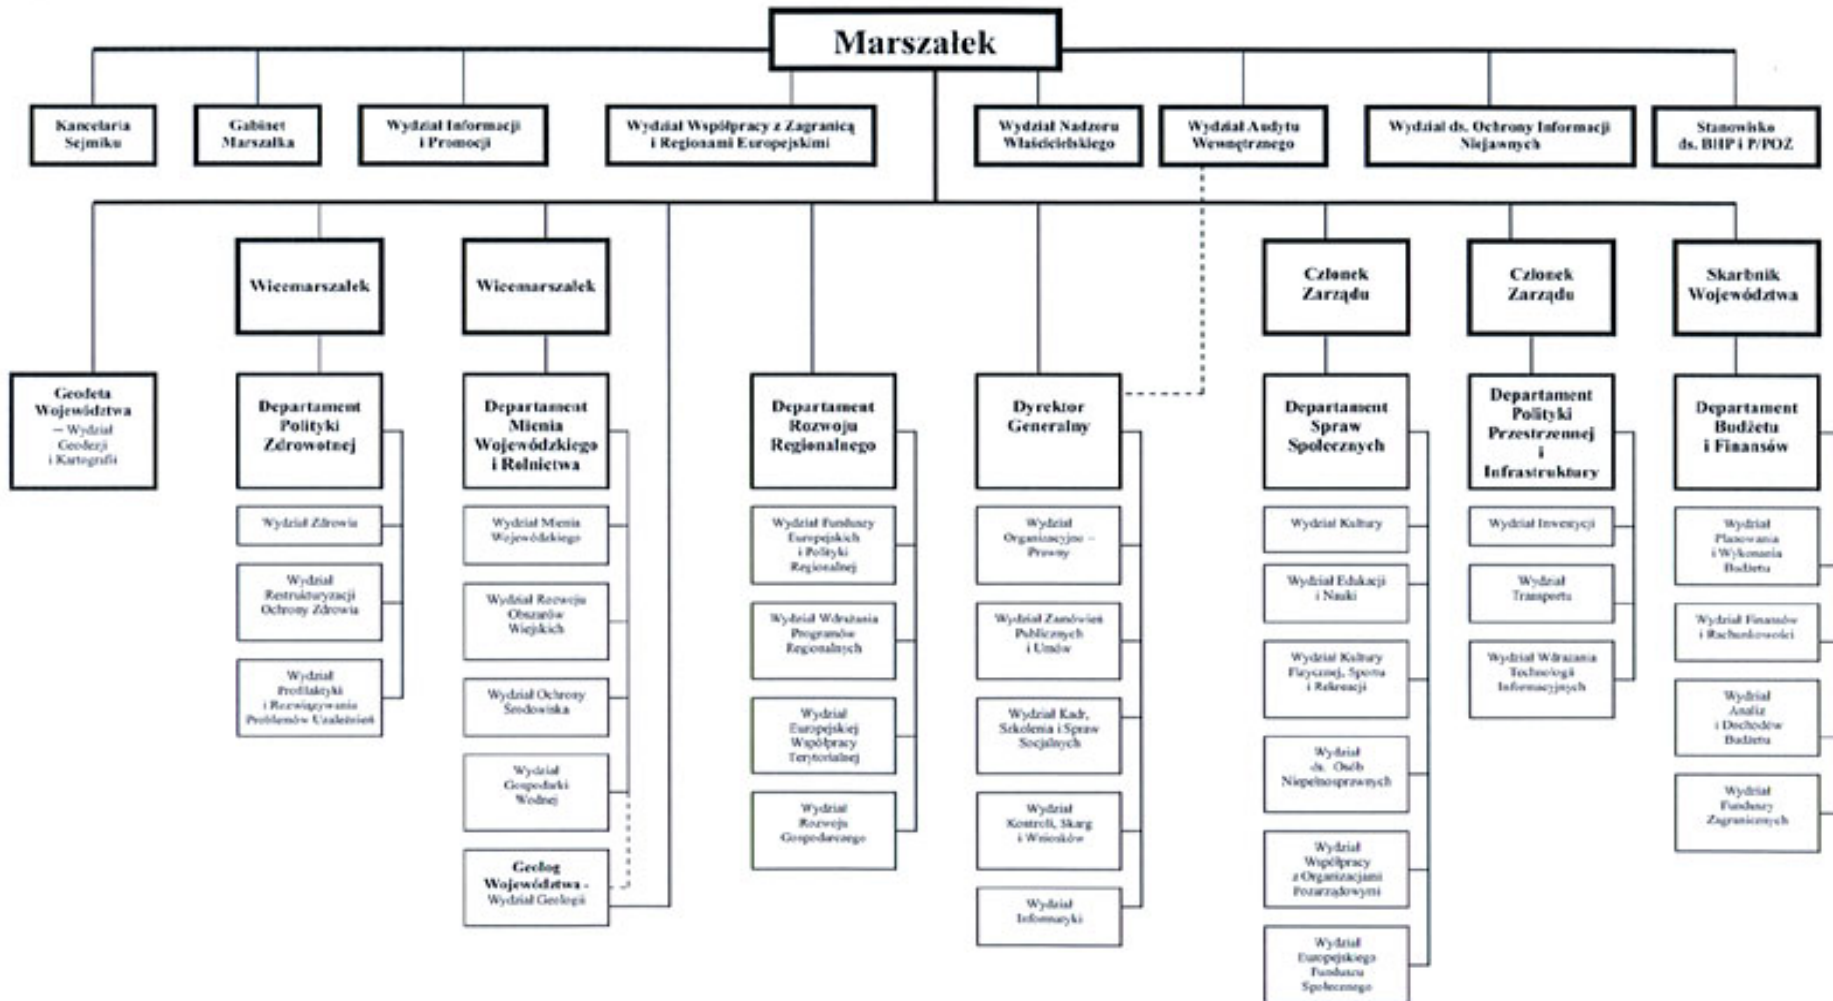 Marszałek
Kancelaria
Sejmiku
Gabinet
Marszałka
Wydział Informacji
i Promocji
Wydział Współpracy z Zagranicą
i Regionami Europejskimi
Wydział Nadzoru
Właścicielskiego
Wydział Audytu
Wewnętrznego
Wydział ds. Ochrony Informacji
Niejawnych
Stanowisko
ds. BHP i P/POŻ
Wicemarszałek
Wicemarszałek
Członek
Zarządu
Członek
Zarządu
Skarbnik
Województwa
Geodeta
Województwa
– Wydział
Geodezji
i Kartografii
Departament
Polityki
Zdrowotnej
Wydział Zdrowia
Wydział
Restrukturyzacji
Ochrony Zdrowia
Wydział
Profilaktyki
i Rozwiązywania
Problemów Uzależnień
Departament
Mienia
Wojewódzkiego
i Rolnictwa
Wydział Mienia
Wojewódzkiego
Wydział Rozwoju
Obszarów
Wiejskich
Wydział Ochrony
Środowiska
Wydział
Gospodarki
Wodnej
Geolog
Województwa -
Wydział Geologii
Departament
Rozwoju
Regionalnego
Wydział Funduszy
Europejskich
i Polityki
Regionalnej
Wydział Wdrażania
Programów
Regionalnych
Wydział
Europejskiej
Współpracy
Terytorialnej
Wydział
Rozwoju
Gospodarczego
Dyrektor
Generalny
Wydział
Organizacyjno –
Prawny
Wydział Zamówień
Publicznych
i Umów
Wydział Kadr,
Szkolenia i Spraw
Socjalnych
Wydział
Kontroli, Skarg
i Wniosków
Wydział
Informatyki
Departament
Spraw
Społecznych
Wydział Kultury
Wydział Edukacji
i Nauki
Wydział Kultury
Fizycznej, Sportu
i Rekreacji
Wydział
ds. Osób
Niepełnosprawnych
Wydział
Współpracy
z Organizacjami
Pozarządowymi
Wydział
Europejskiego
Funduszu
Społecznego
Departament
Polityki
Przestrzennej
i
Infrastruktury
Wydział Inwestycji
Wydział
Transportu
Wydział Wdrażania
Technologii
Informacyjnych
Departament
Budżetu
i Finansów
Wydział
Planowania
i Wykonania
Budżetu
Wydział Finansów
i Rachunkowości
Wydział
Analiz
i Dochodów
Budżetu
Wydział
Funduszy
Zagranicznych